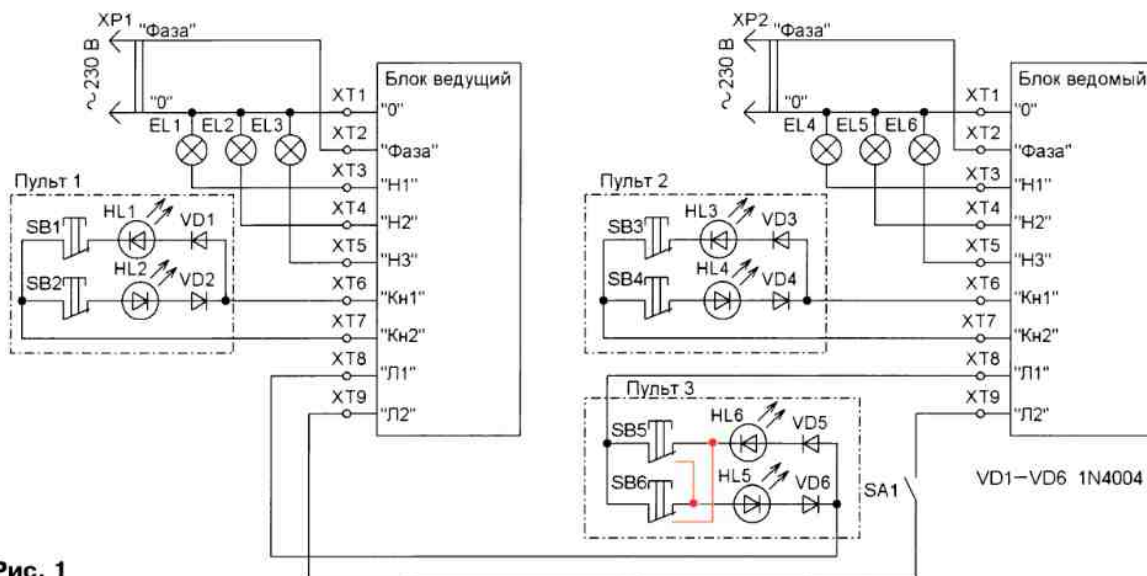 XP1 "Фаза"
~230 В
"0"
EL1 EL2 EL3
Блок ведущий
XT1 "0"
XT2 "Фаза"
XT3 "Н1"
XT4 "Н2"
XT5 "Н3"
XT6 "Кн1"
XT7 "Кн2"
XT8 "Л1"
XT9 "Л2"
Пульт 1
SB1 HL1 VD1
SB2 HL2 VD2
XP2 "Фаза"
~230 В
"0"
EL4 EL5 EL6
Блок ведомый
XT1 "0"
XT2 "Фаза"
XT3 "Н1"
XT4 "Н2"
XT5 "Н3"
XT6 "Кн1"
XT7 "Кн2"
XT8 "Л1"
XT9 "Л2"
Пульт 2
SB3 HL3 VD3
SB4 HL4 VD4
Пульт 3
SB5 HL6 VD5
SB6 HL5 VD6
SA1
VD1–VD6 1N4004
Рис. 1